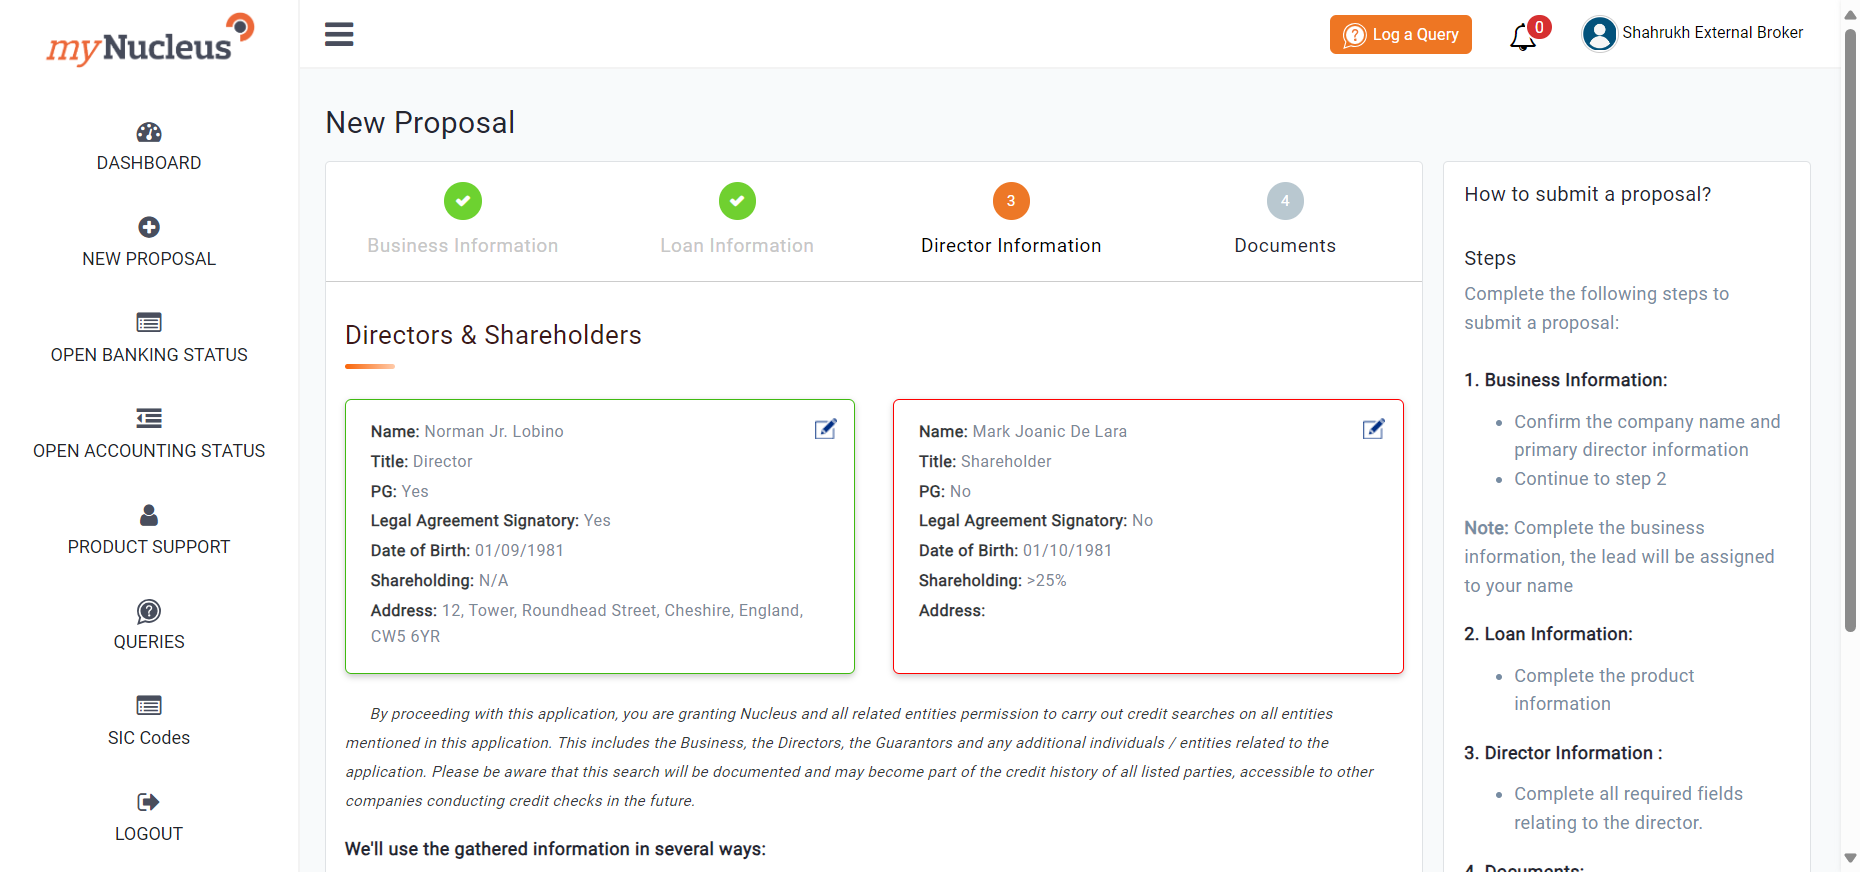 myNucleus
DASHBOARD
NEW PROPOSAL
OPEN BANKING STATUS
OPEN ACCOUNTING STATUS
PRODUCT SUPPORT
QUERIES
SIC Codes
LOGOUT
Log a Query
0
Shahrukh External Broker
New Proposal
3
4
Business Information
Loan Information
Director Information
Documents
Directors & Shareholders
Name: Norman Jr. Lobino
Title: Director
PG: Yes
Legal Agreement Signatory: Yes
Date of Birth: 01/09/1981
Shareholding: N/A
Address: 12, Tower, Roundhead Street, Cheshire, England,
CW5 6YR
Name: Mark Joanic De Lara
Title: Shareholder
PG: No
Legal Agreement Signatory: No
Date of Birth: 01/10/1981
Shareholding: >25%
Address:
By proceeding with this application, you are granting Nucleus and all related entities permission to carry out credit searches on all entities
mentioned in this application. This includes the Business, the Directors, the Guarantors and any additional individuals / entities related to the
application. Please be aware that this search will be documented and may become part of the credit history of all listed parties, accessible to other
companies conducting credit checks in the future.
We'll use the gathered information in several ways:
How to submit a proposal?
Steps
Complete the following steps to
submit a proposal:
1. Business Information:
• Confirm the company name and
primary director information
• Continue to step 2
Note: Complete the business
information, the lead will be assigned
to your name
2. Loan Information:
• Complete the product
information
3. Director Information :
• Complete all required fields
relating to the director.
4. Documents: